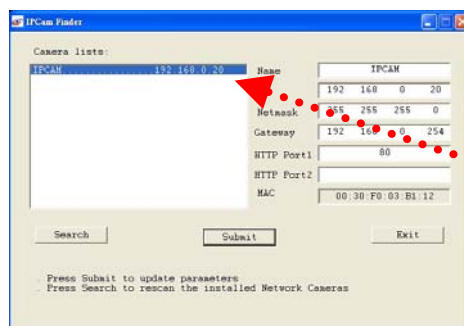 IPCam Finder
Camera lists:
IPCAM................192.168.0.20
Name IPCAM
192 168 0 20
Netmask 255 255 255 0
Gateway 192 168 0 254
HTTP Port1 80
HTTP Port2
MAC 00:30:F0:03:B1:12
Search Submit Exit
. Press Submit to update parameters
. Press Search to rescan the installed Network Cameras